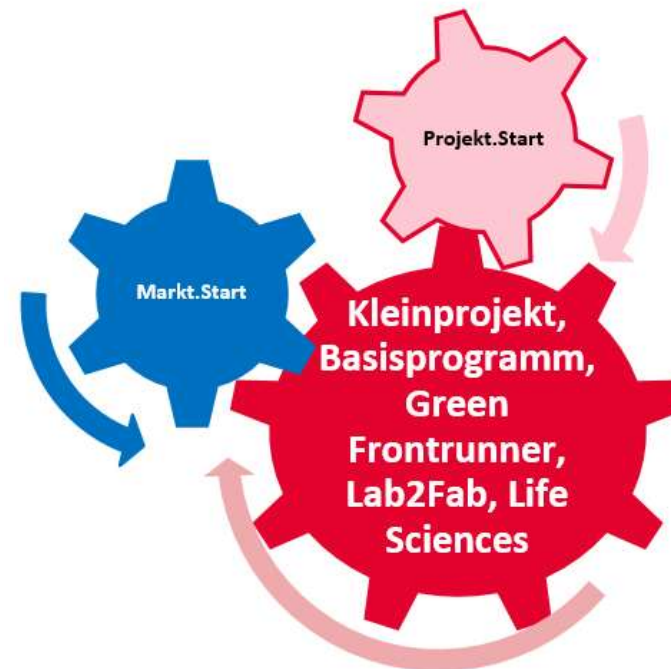 Projekt.Start
Markt.Start
Kleinprojekt,
Basisprogramm,
Green
Frontrunner,
Lab2Fab, Life
Sciences